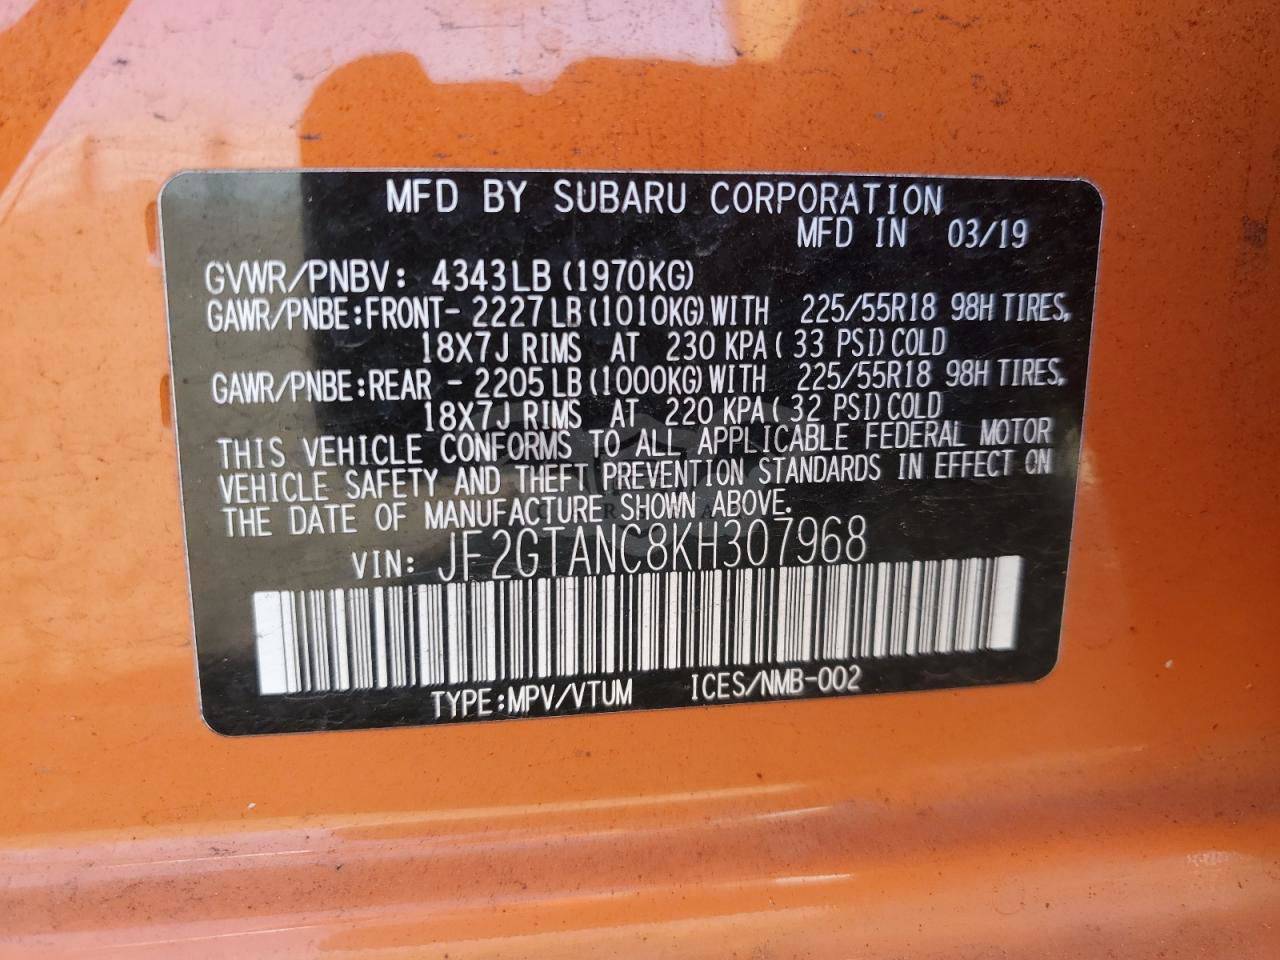 MFD BY SUBARU CORPORATION
MFD IN 03/19
GVWR/PNBV: 4343LB (1970KG)
GAWR/PNBE:FRONT- 2227LB (1010KG)WITH 225/55R18 98H TIRES,
18X7J RIMS AT 230 KPA( 33 PSI)COLD
GAWR/PNBE:REAR - 2205LB (1000KG)WITH 225/55R18 98H TIRES,
18X7J RIMS AT 220 KPA( 32 PSI)COLD
THIS VEHICLE CONFORMS TO ALL APPLICABLE FEDERAL MOTOR
VEHICLE SAFETY AND THEFT PREVENTION STANDARDS IN EFFECT ON
THE DATE OF MANUFACTURE SHOWN ABOVE.
VIN: JF2GTANC8KH307968
TYPE:MPV/VTUM ICES/NMB-002